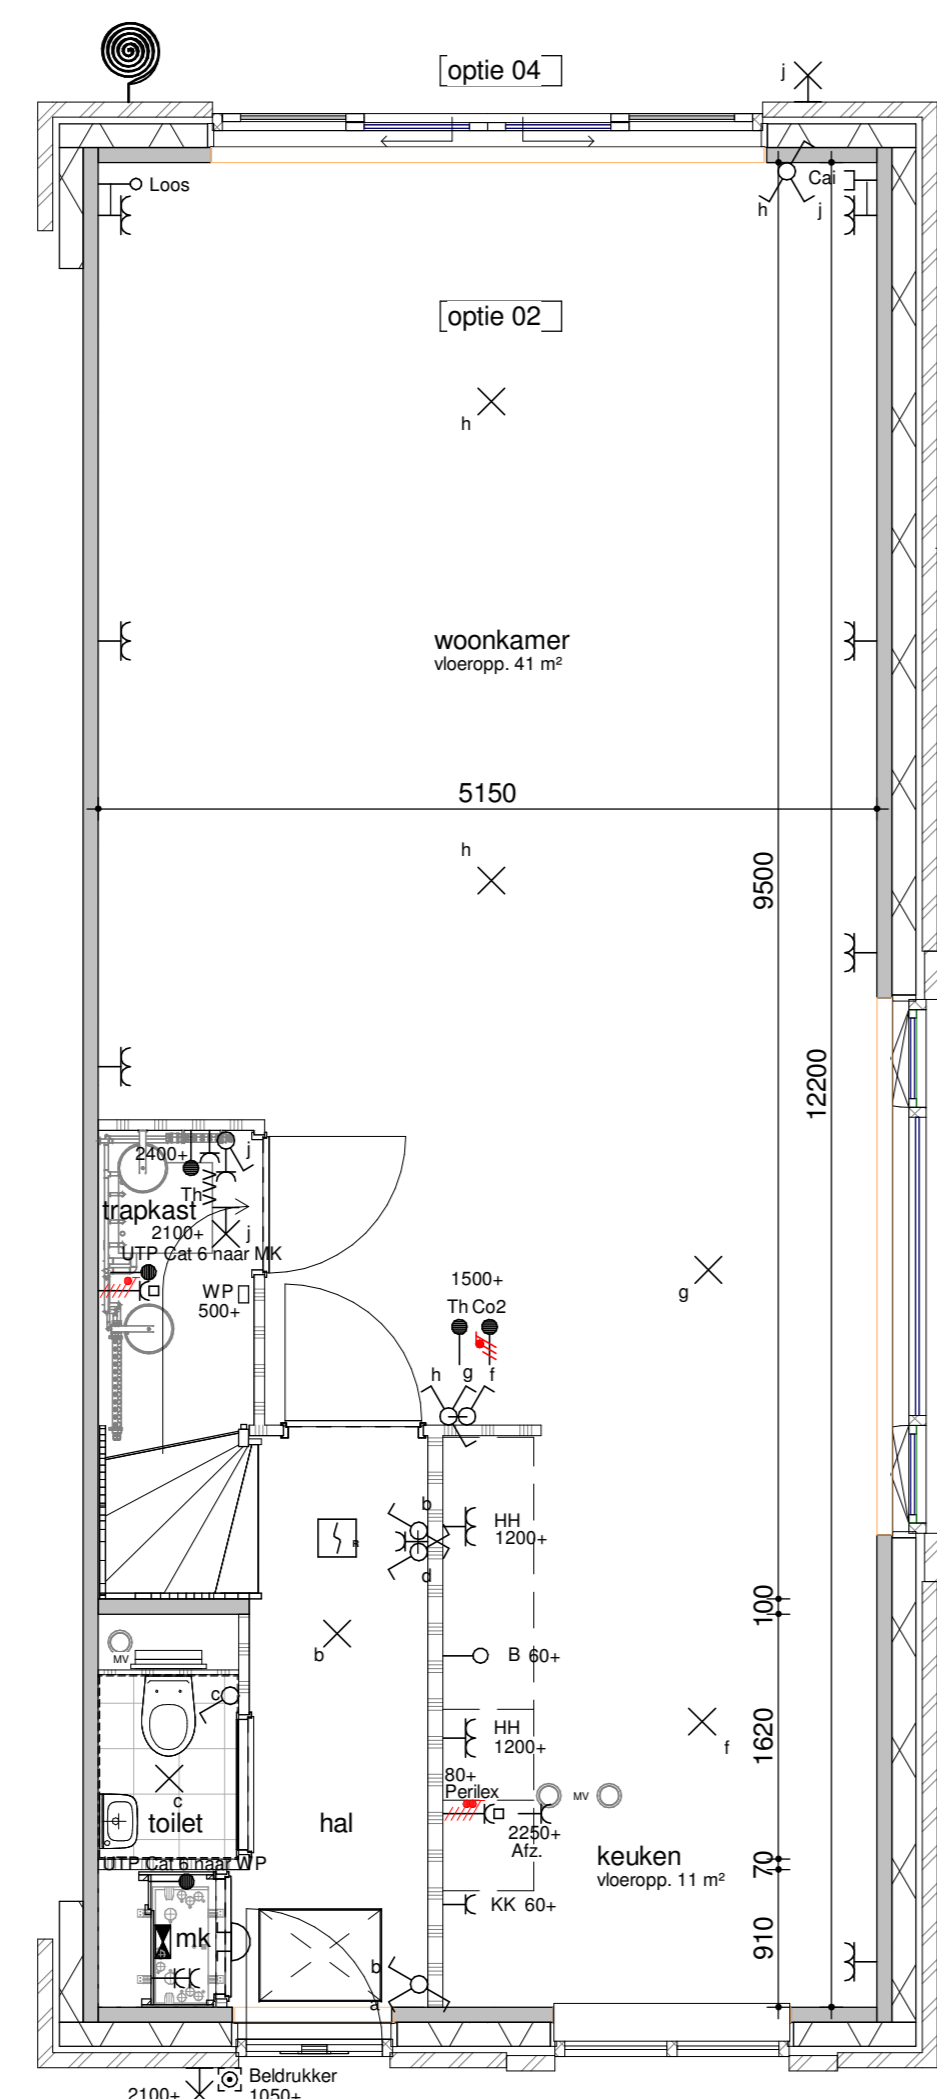 optie 04
j
Loos
Cai
h
j
optie 02
h
woonkamer
vloeropp. 41 m²
5150
h
9500
12200
2400+
j
Th
trapkast
2100+
j
UTP Cat 6 naar MK
WP
500+
g
1500+
Th Co2
h
g
f
b
HH
1200+
d
100
b
B 60+
MV
c
HH
1200+
f
1620
c
80+
Perilex
MV
toilet
hal
2250+
Afz.
keuken
vloeropp. 11 m²
70
UTP Cat 6 naar WP
KK 60+
mk
910
b
a
Beldrukker
1050+
2100+